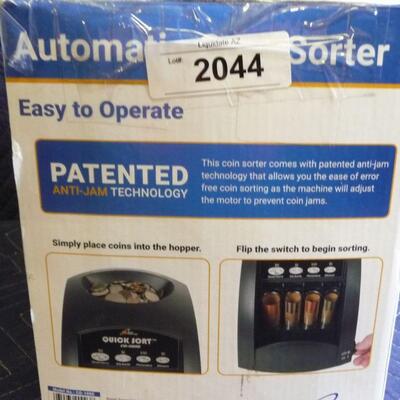 Automati Sorter
Liquidate AZ
Lot#: 2044
Easy to Operate
PATENTED
ANTI-JAM TECHNOLOGY
This coin sorter comes with patented anti-jam
technology that allows you the ease of error
free coin sorting as the machine will adjust
the motor to prevent coin jams.
Simply place coins into the hopper.
Flip the switch to begin sorting.
QUICK SORT™